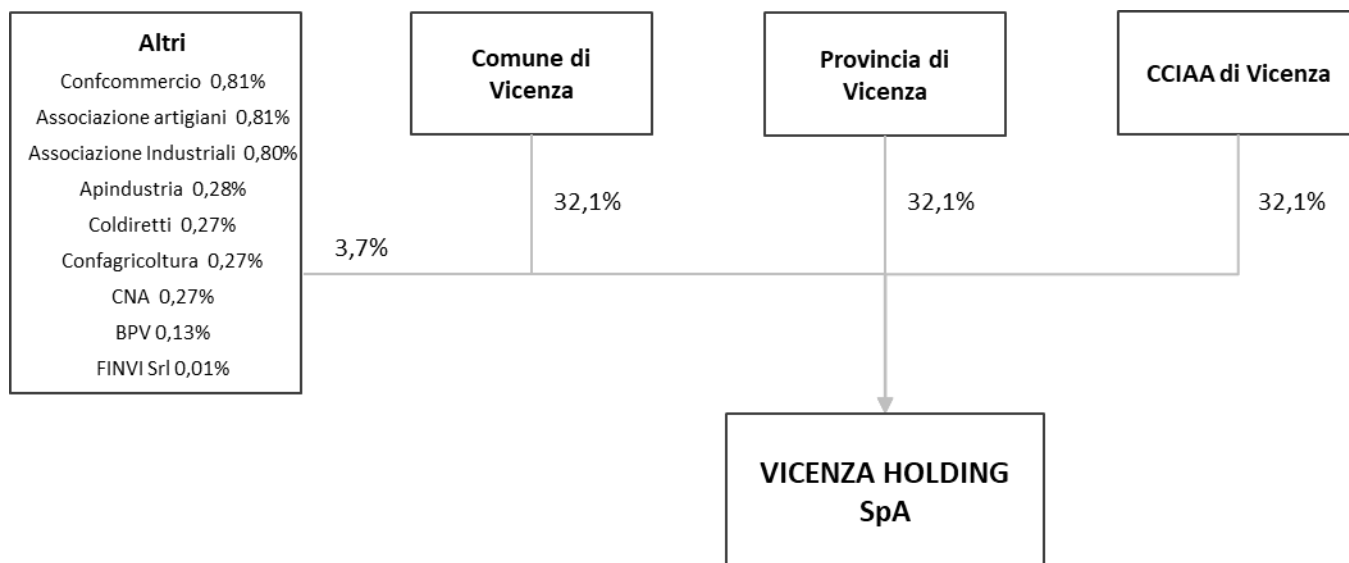 Altri
Confcommercio 0,81%
Associazione artigiani 0,81%
Associazione Industriali 0,80%
Apindustria 0,28%
Coldiretti 0,27%
Confagricoltura 0,27%
CNA 0,27%
BPV 0,13%
FINVI Srl 0,01%
3,7%
Comune di
Vicenza
32,1%
Provincia di
Vicenza
32,1%
CCIAA di Vicenza
32,1%
VICENZA HOLDING
SpA